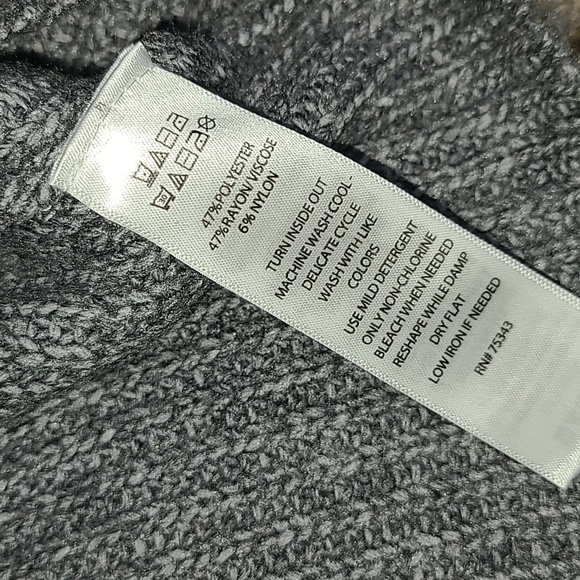 47% POLYESTER
47% RAYON/VISCOSE
6% NYLON
TURN INSIDE OUT
MACHINE WASH COOL -
DELICATE CYCLE
WASH WITH LIKE
COLORS
USE MILD DETERGENT
ONLY NON-CHLORINE
BLEACH WHEN NEEDED
RESHAPE WHILE DAMP
DRY FLAT
LOW IRON IF NEEDED
RN# 75343